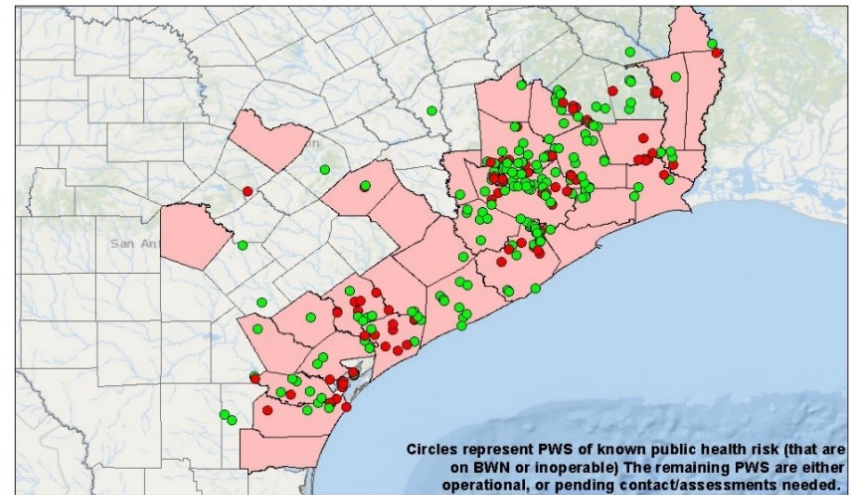 San An
Circles represent PWS of known public health risk (that are
on BWN or inoperable) The remaining PWS are either
operational, or pending contact/assessments needed.